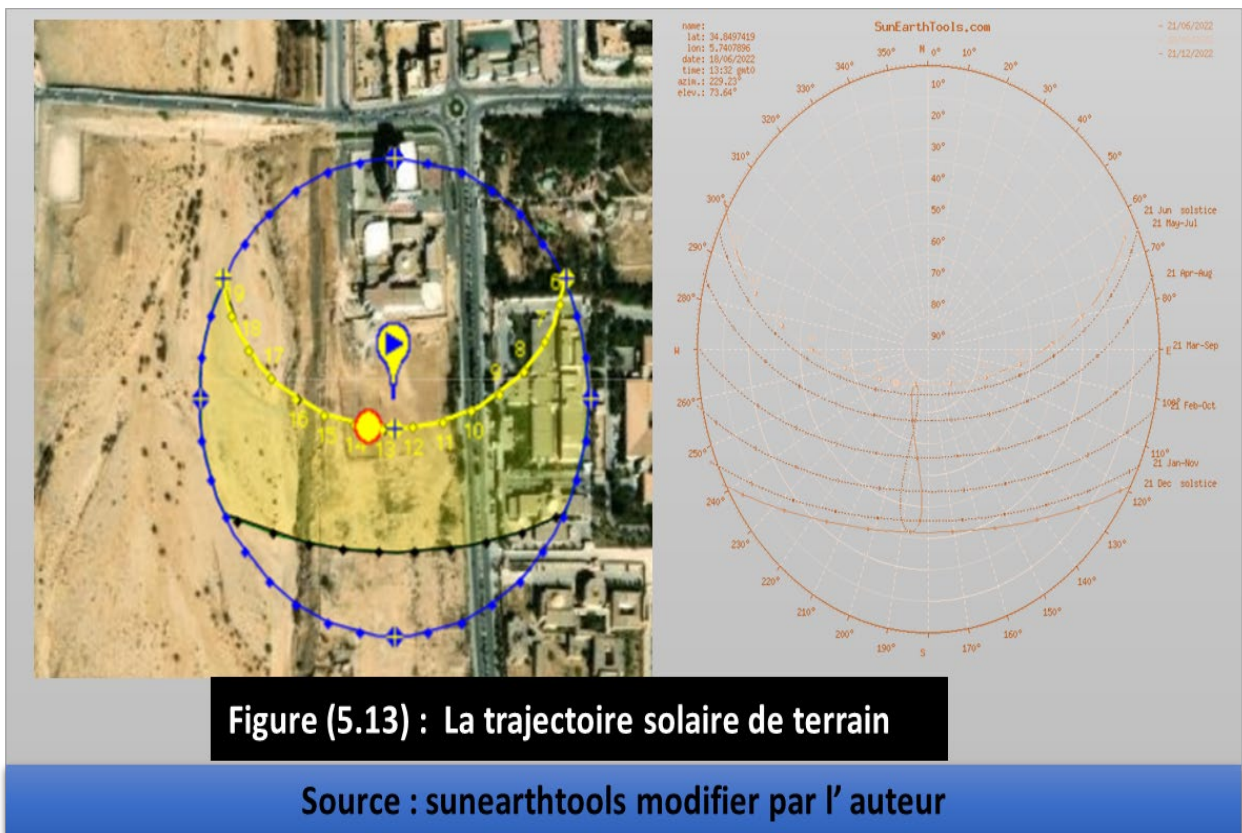 name:
lat: 34.8497419
lon: 5.7407896
date: 18/06/2022
time: 13:32 gmt0
azim.: 229.23°
elev.: 73.64°
SunEarthTools.com
- 21/06/2022
- 21/12/2022
N 0°
10°
20°
30°
40°
50°
60°
21 Jun solstice
21 May-Jul
70°
21 Apr-Aug
80°
E
21 Mar-Sep
100°
21 Feb-Oct
110°
21 Jan-Nov
21 Dec solstice
120°
130°
140°
150°
160°
170°
S
190°
200°
210°
220°
230°
240°
250°
260°
W
280°
290°
300°
310°
320°
330°
340°
350°
10°
20°
30°
40°
50°
60°
70°
80°
90°
6
7
8
9
10
11
12
13
14
15
16
17
Figure (5.13) : La trajectoire solaire de terrain
Source : sunearthtools modifier par l' auteur